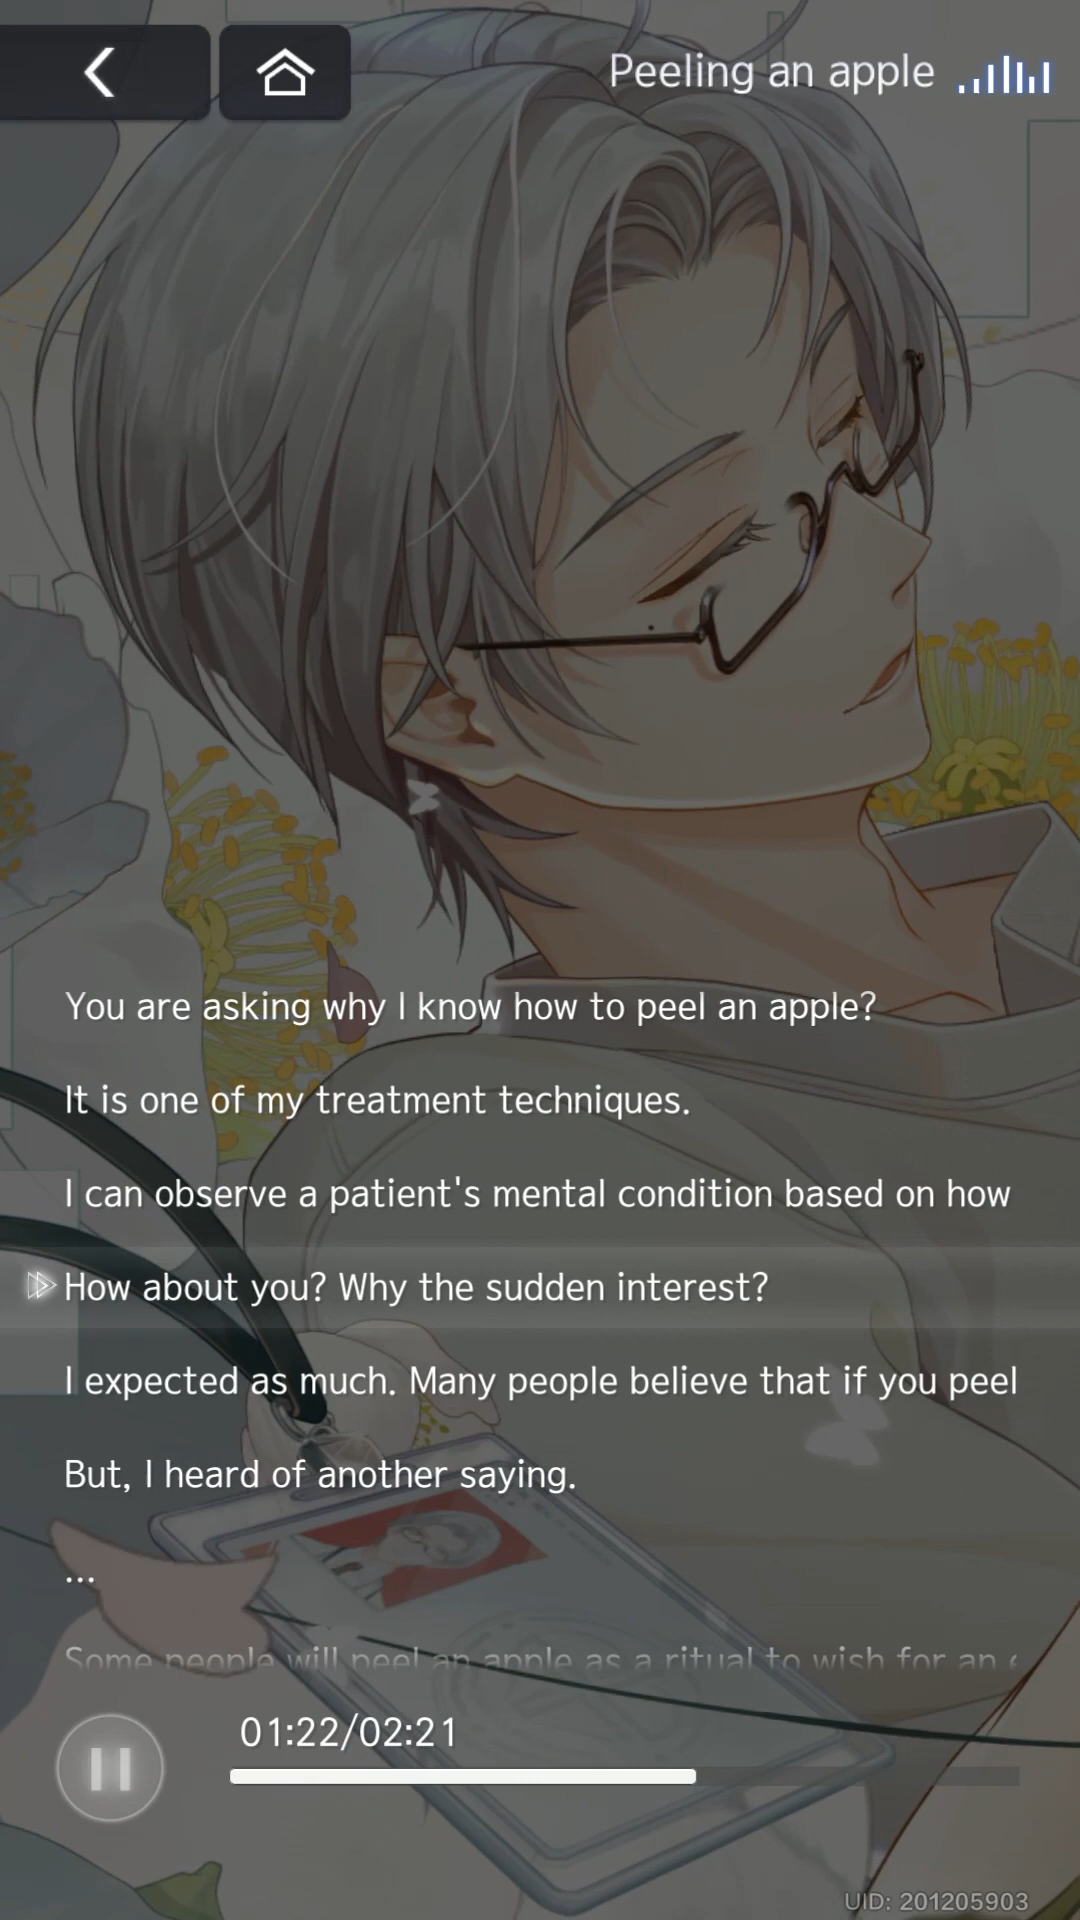 Peeling an apple
You are asking why I know how to peel an apple?
It is one of my treatment techniques.
I can observe a patient's mental condition based on how
How about you? Why the sudden interest?
I expected as much. Many people believe that if you peel
But, I heard of another saying.
...
Some people will peel an apple as a ritual to wish for an
01:22/02:21
UID: 201205903